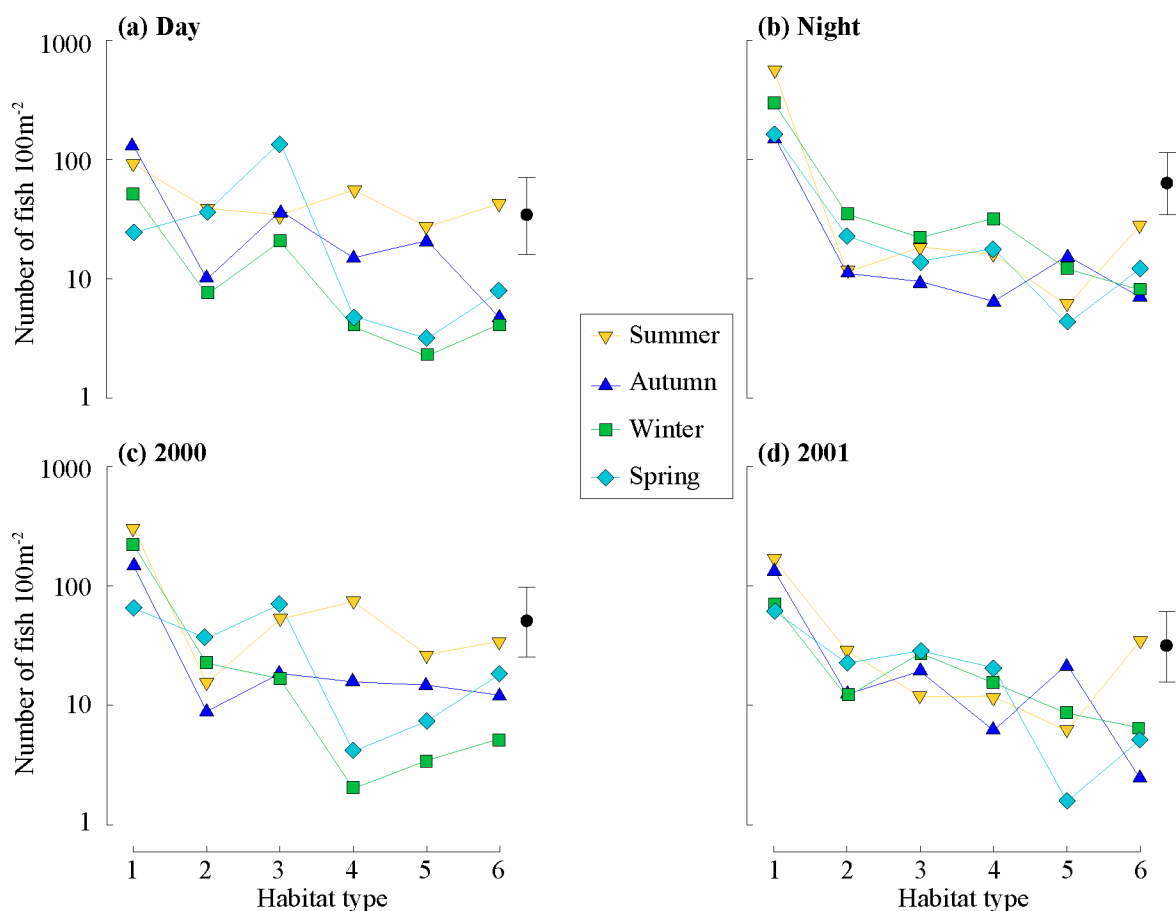 (a) Day
(b) Night
1000
100
10
1
Number of fish 100m-2
Summer
Autumn
Winter
Spring
(c) 2000
(d) 2001
1000
100
10
1
Number of fish 100m-2
1 2 3 4 5 6
Habitat type
1 2 3 4 5 6
Habitat type